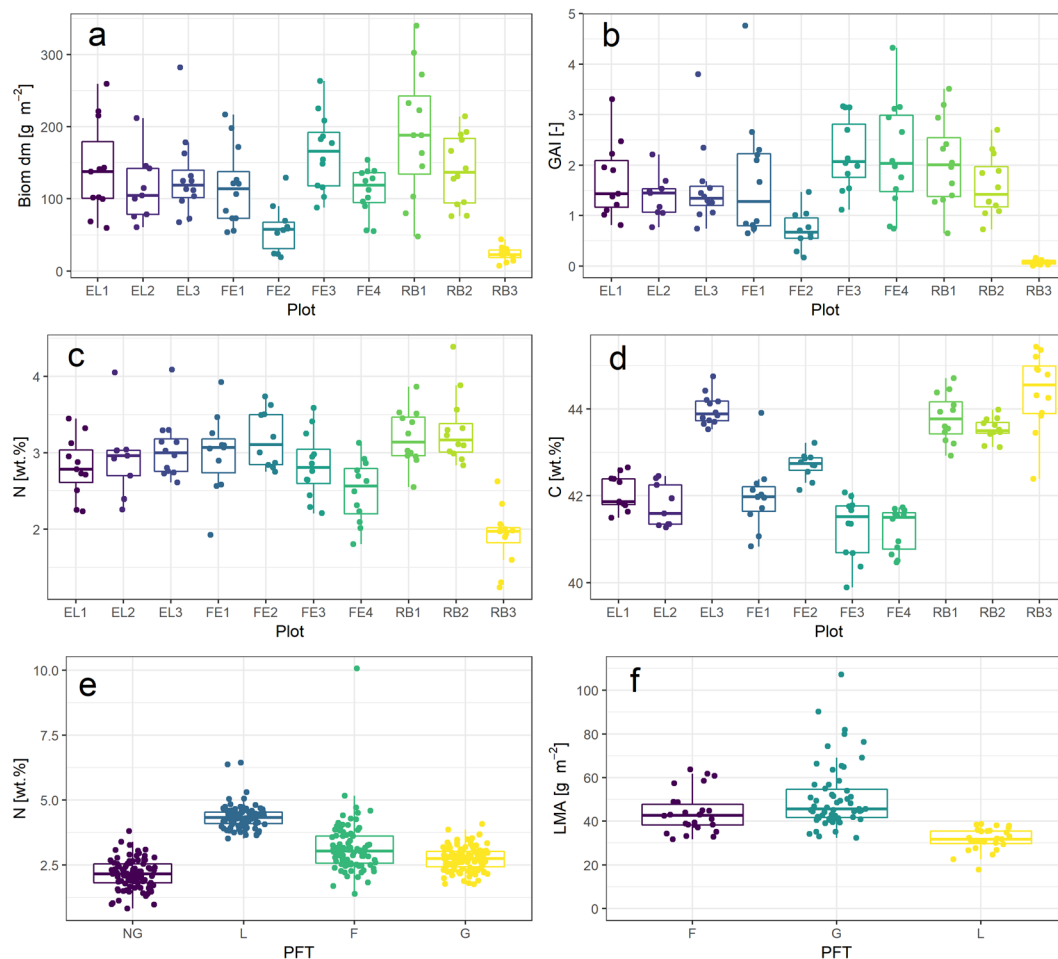 a
Biom dm [g m⁻²]
300
200
100
0
EL1 EL2 EL3 FE1 FE2 FE3 FE4 RB1 RB2 RB3
Plot
b
GAI [-]
5
4
3
2
1
0
EL1 EL2 EL3 FE1 FE2 FE3 FE4 RB1 RB2 RB3
Plot
c
N [wt.%]
4
3
2
EL1 EL2 EL3 FE1 FE2 FE3 FE4 RB1 RB2 RB3
Plot
d
C [wt.%]
44
42
40
EL1 EL2 EL3 FE1 FE2 FE3 FE4 RB1 RB2 RB3
Plot
e
N [wt.%]
10.0
7.5
5.0
2.5
NG L F G
PFT
f
LMA [g m⁻²]
100
80
60
40
20
0
F G L
PFT